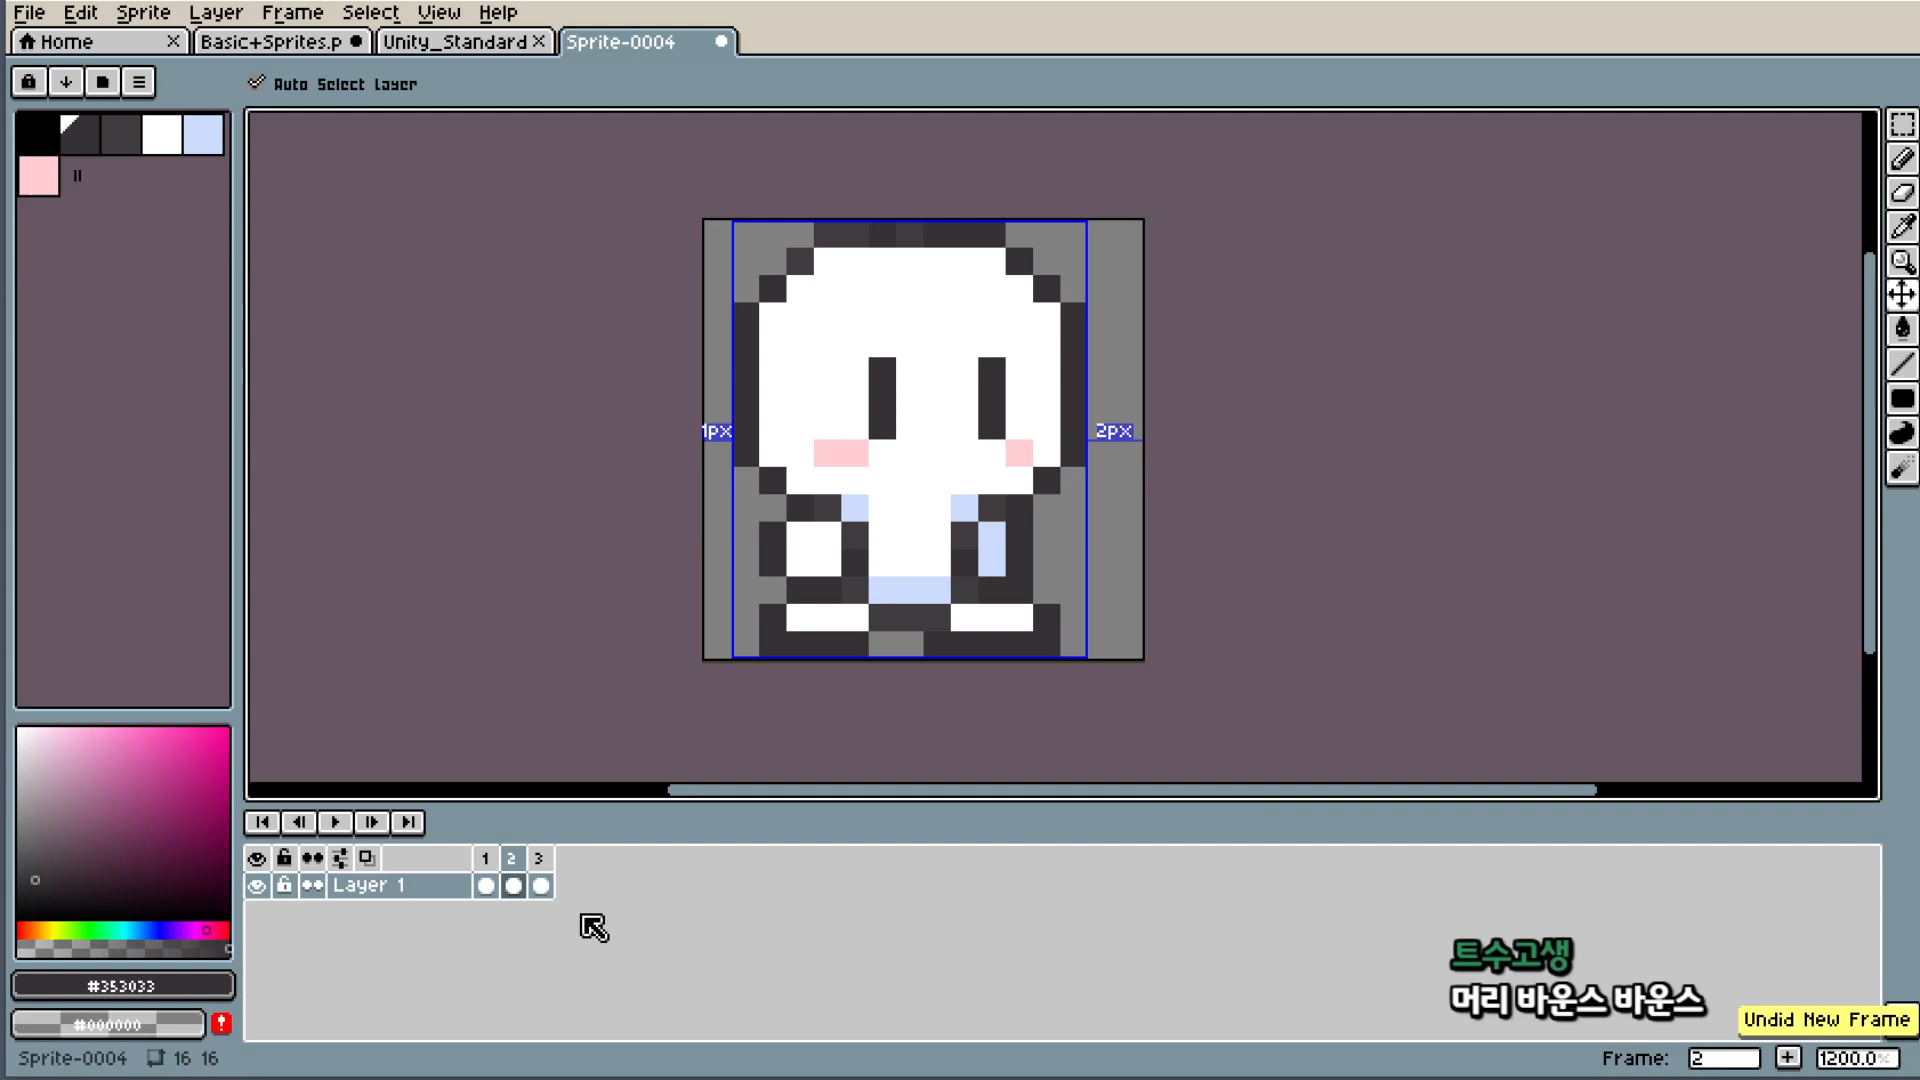 File Edit Sprite Layer Frame Select View Help
Home Basic+Sprites.p Unity_Standard Sprite-0004
Auto Select Layer
1px 2px
1 2 3
Layer 1
#353033
#000000 !
트수고생
머리 바운스 바운스
Undid New Frame
Sprite-0004 16 16 Frame: 2 + 1200.0%